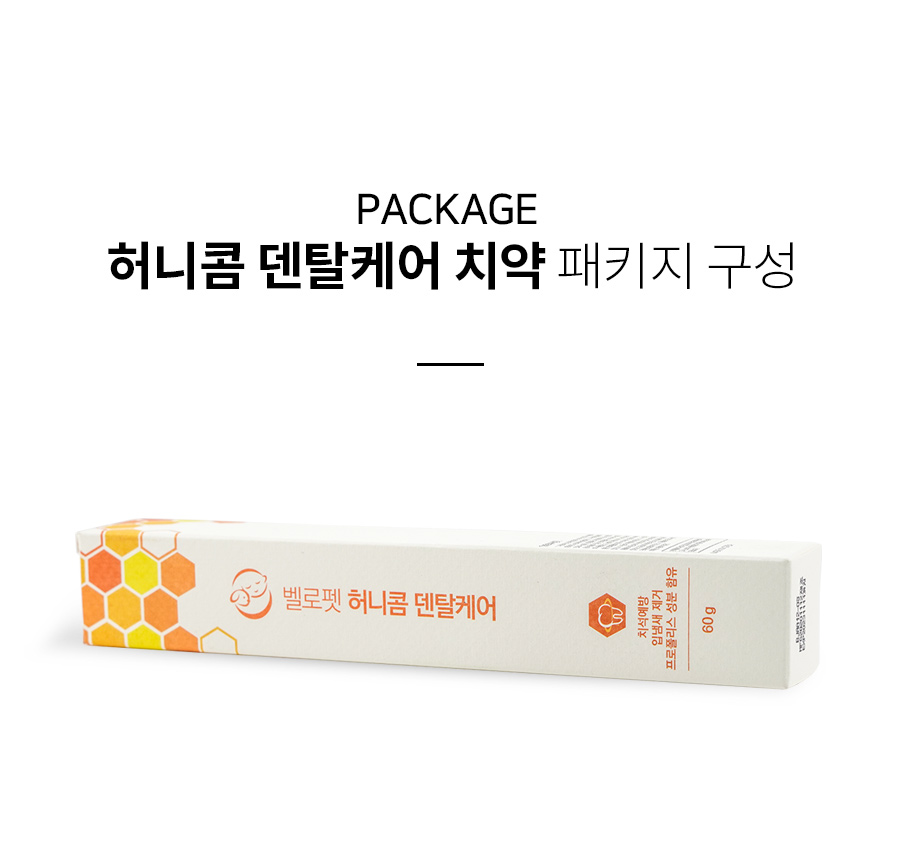 PACKAGE
허니콤 덴탈케어 치약 패키지 구성
벨로펫 허니콤 덴탈케어
치석예방
입냄새 제거
프로폴리스 성분 함유
60g